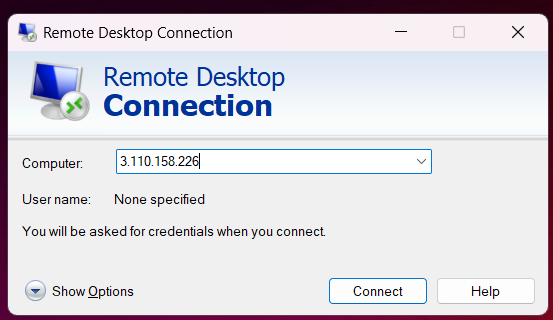 Remote Desktop Connection
Remote Desktop
Connection
Computer: 3.110.158.226
User name: None specified
You will be asked for credentials when you connect.
Show Options Connect Help